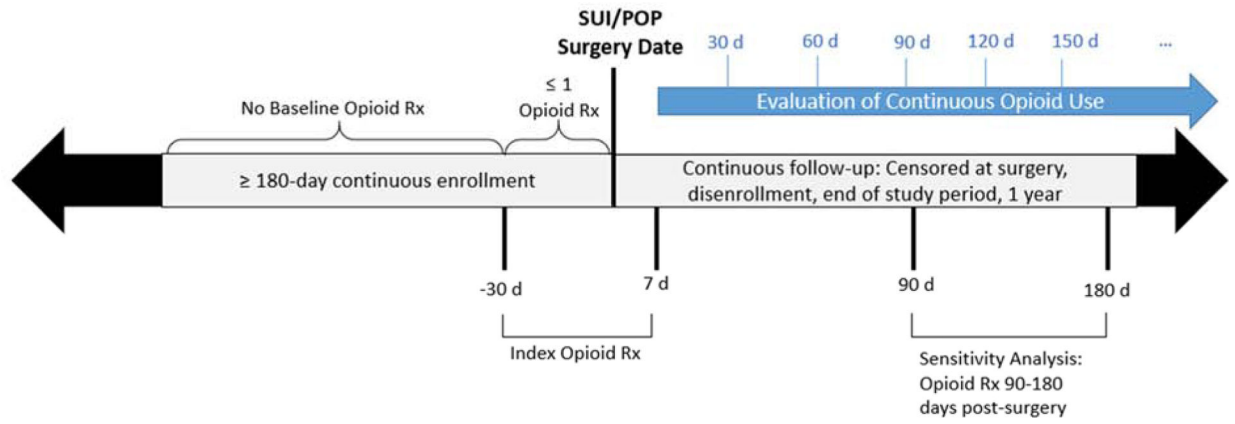 SUI/POP
Surgery Date
30 d
60 d
90 d
120 d
150 d
...
No Baseline Opioid Rx
≤ 1
Opioid Rx
Evaluation of Continuous Opioid Use
≥ 180-day continuous enrollment
Continuous follow-up: Censored at surgery,
disenrollment, end of study period, 1 year
-30 d
7 d
90 d
180 d
Index Opioid Rx
Sensitivity Analysis:
Opioid Rx 90-180
days post-surgery